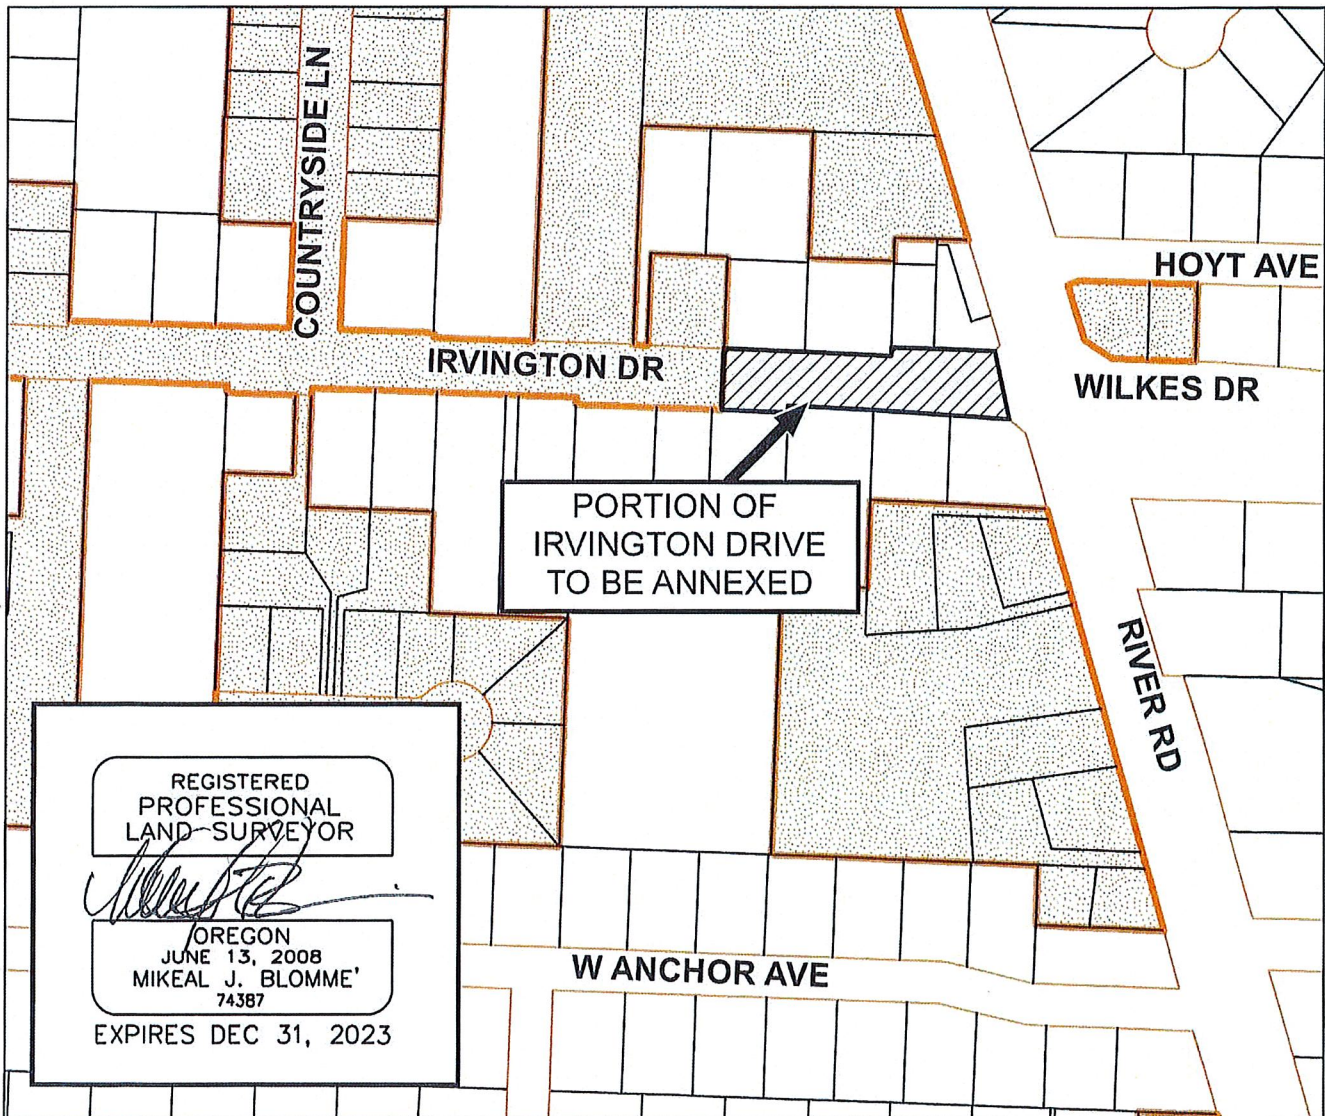 COUNTRYSIDE LN
HOYT AVE
IRVINGTON DR
WILKES DR
PORTION OF
IRVINGTON DRIVE
TO BE ANNEXED
RIVER RD
REGISTERED
PROFESSIONAL
LAND SURVEYOR
OREGON
JUNE 13, 2008
MIKEAL J. BLOMME'
74387
EXPIRES DEC 31, 2023
W ANCHOR AVE